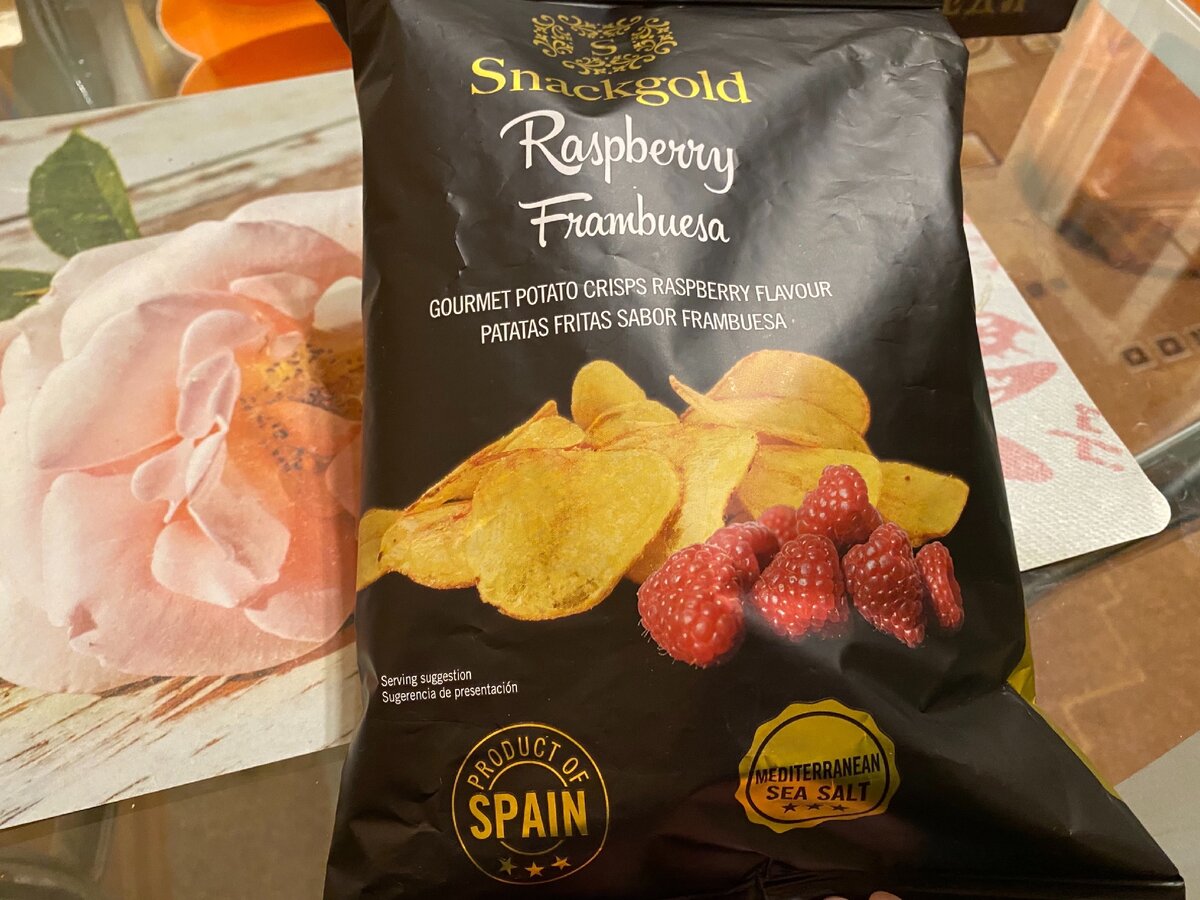 S
Snackgold
Raspberry
Frambuesa
GOURMET POTATO CRISPS RASPBERRY FLAVOUR
PATATAS FRITAS SABOR FRAMBUESA
Serving suggestion
Sugerencia de presentación
PRODUCT OF
SPAIN
MEDITERRANEAN
SEA SALT